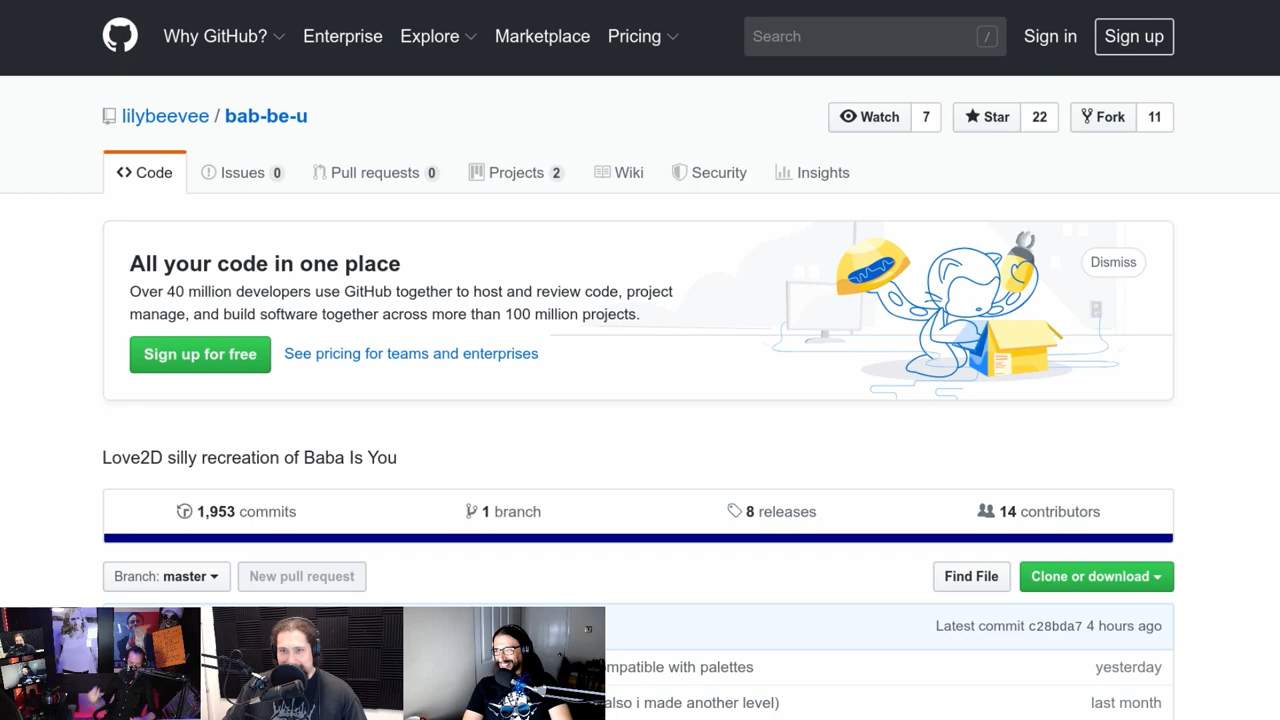 Why GitHub? Enterprise Explore Marketplace Pricing Search / Sign in Sign up
lilybeevee / bab-be-u Watch 7 Star 22 Fork 11
Code Issues 0 Pull requests 0 Projects 2 Wiki Security Insights
All your code in one place
Dismiss
Over 40 million developers use GitHub together to host and review code, project
manage, and build software together across more than 100 million projects.
Sign up for free See pricing for teams and enterprises
Love2D silly recreation of Baba Is You
1,953 commits 1 branch 8 releases 14 contributors
Branch: master New pull request Find File Clone or download
Latest commit c28bda7 4 hours ago
with palettes yesterday
also i made another level) last month